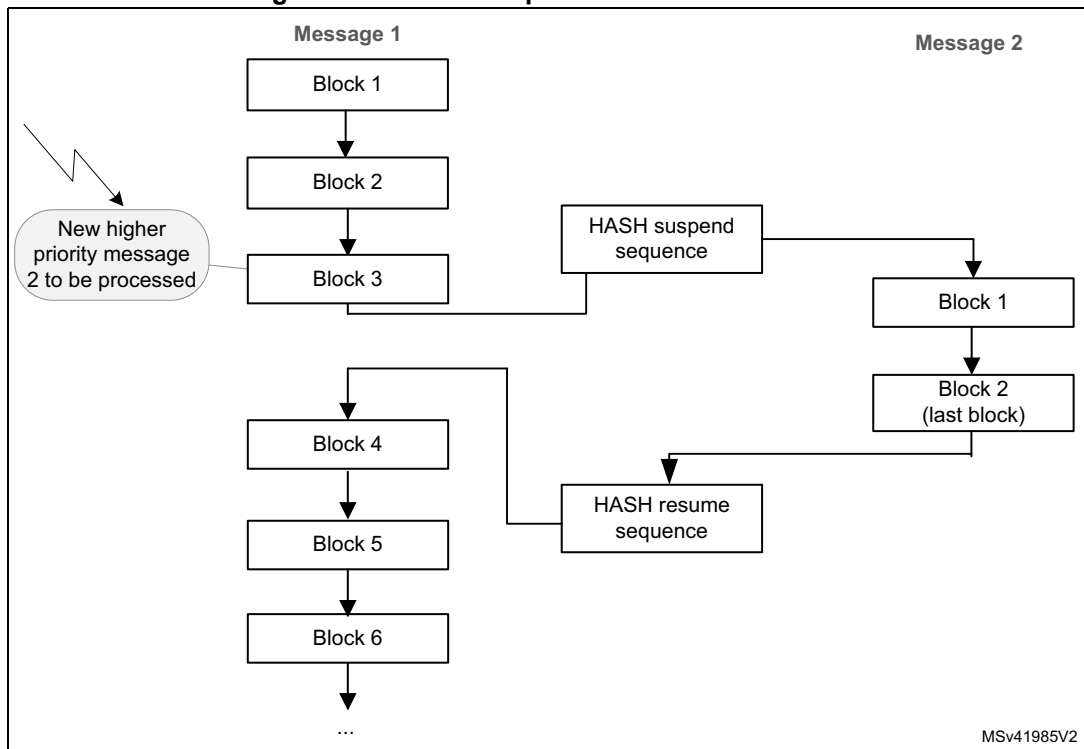 Message 1
Message 2
Block 1
Block 2
New higher
priority message
2 to be processed
Block 3
HASH suspend
sequence
Block 1
Block 2
(last block)
HASH resume
sequence
Block 4
Block 5
Block 6
...
MSv41985V2